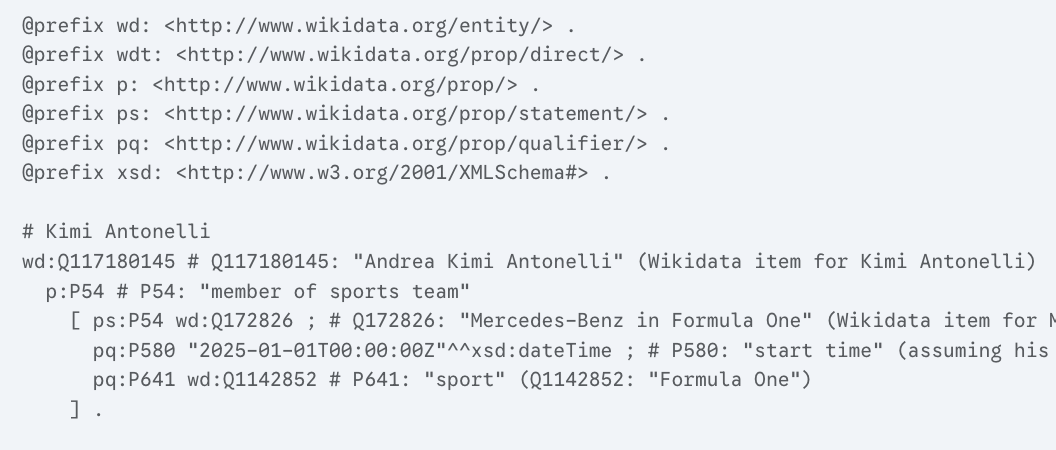 @prefix wd: <http://www.wikidata.org/entity/> .
@prefix wdt: <http://www.wikidata.org/prop/direct/> .
@prefix p: <http://www.wikidata.org/prop/> .
@prefix ps: <http://www.wikidata.org/prop/statement/> .
@prefix pq: <http://www.wikidata.org/prop/qualifier/> .
@prefix xsd: <http://www.w3.org/2001/XMLSchema#> .

# Kimi Antonelli
wd:Q117180145 # Q117180145: "Andrea Kimi Antonelli" (Wikidata item for Kimi Antonelli)
  p:P54 # P54: "member of sports team"
    [ ps:P54 wd:Q172826 ; # Q172826: "Mercedes-Benz in Formula One" (Wikidata item for
      pq:P580 "2025-01-01T00:00:00Z"^^xsd:dateTime ; # P580: "start time" (assuming his
      pq:P641 wd:Q1142852 # P641: "sport" (Q1142852: "Formula One")
    ] .